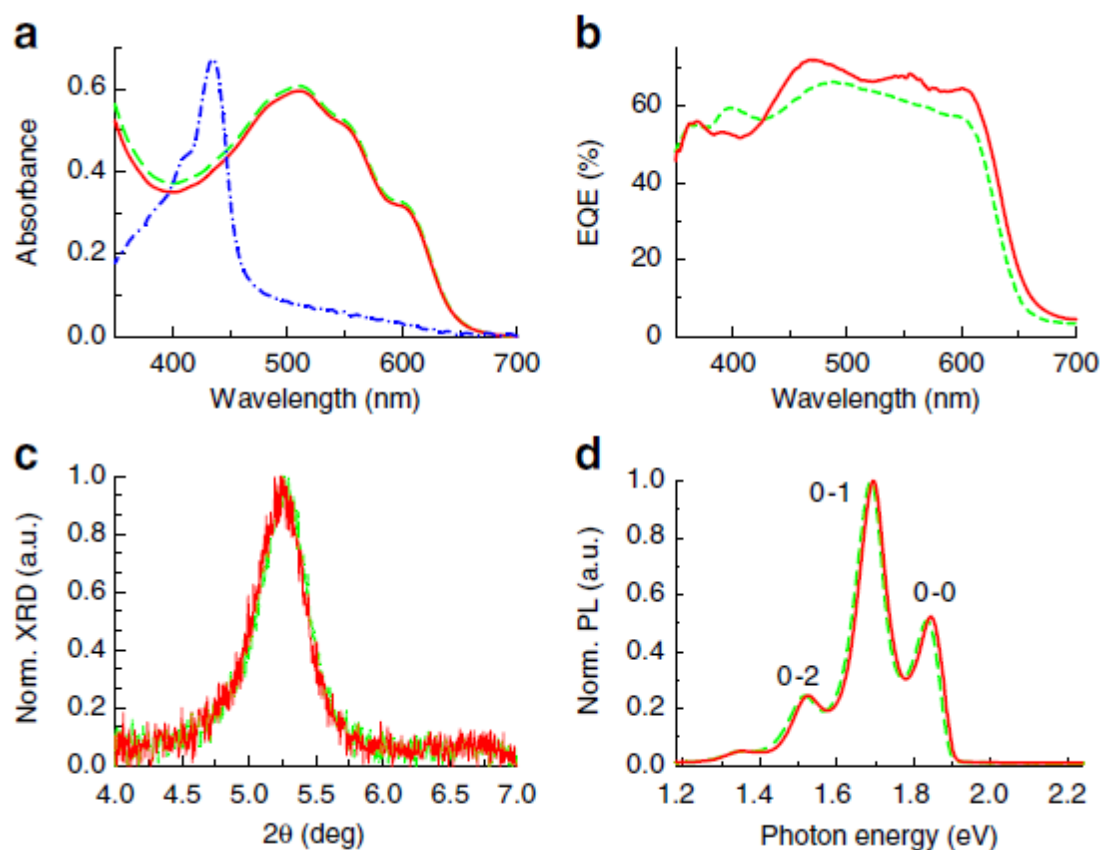 a
Absorbance
0.6
0.4
0.2
0.0
400 500 600 700
Wavelength (nm)
b
EQE (%)
60
40
20
0
400 500 600 700
Wavelength (nm)
c
Norm. XRD (a.u.)
1.0
0.8
0.6
0.4
0.2
0.0
4.0 4.5 5.0 5.5 6.0 6.5 7.0
2θ (deg)
d
Norm. PL (a.u.)
1.0
0.8
0.6
0.4
0.2
0.0
0-1
0-0
0-2
1.2 1.4 1.6 1.8 2.0 2.2
Photon energy (eV)